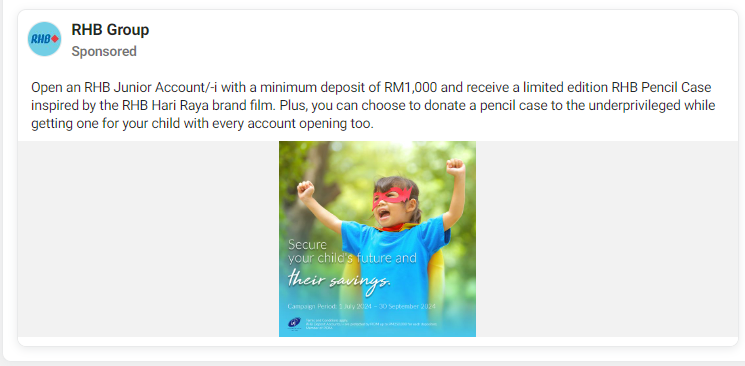 RHB
RHB Group
Sponsored
Open an RHB Junior Account/-i with a minimum deposit of RM1,000 and receive a limited edition RHB Pencil Case
inspired by the RHB Hari Raya brand film. Plus, you can choose to donate a pencil case to the underprivileged while
getting one for your child with every account opening too.
Secure
your child's future and
their savings.
Campaign Period: 1 July 2024 – 30 September 2024